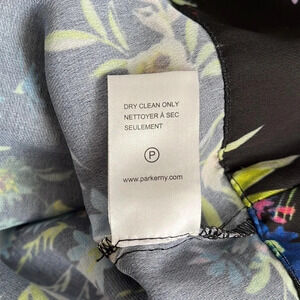 DRY CLEAN ONLY
NETTOYER À SEC
SEULEMENT
P
www.parkerny.com